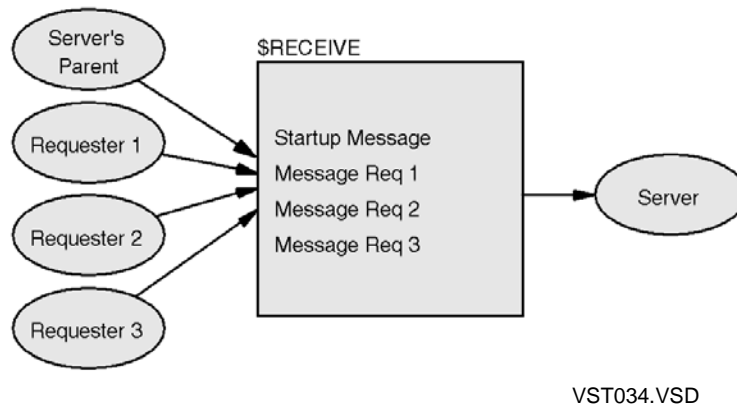 Server's
Parent
Requester 1
Requester 2
Requester 3
$RECEIVE
Startup Message
Message Req 1
Message Req 2
Message Req 3
Server
VST034.VSD